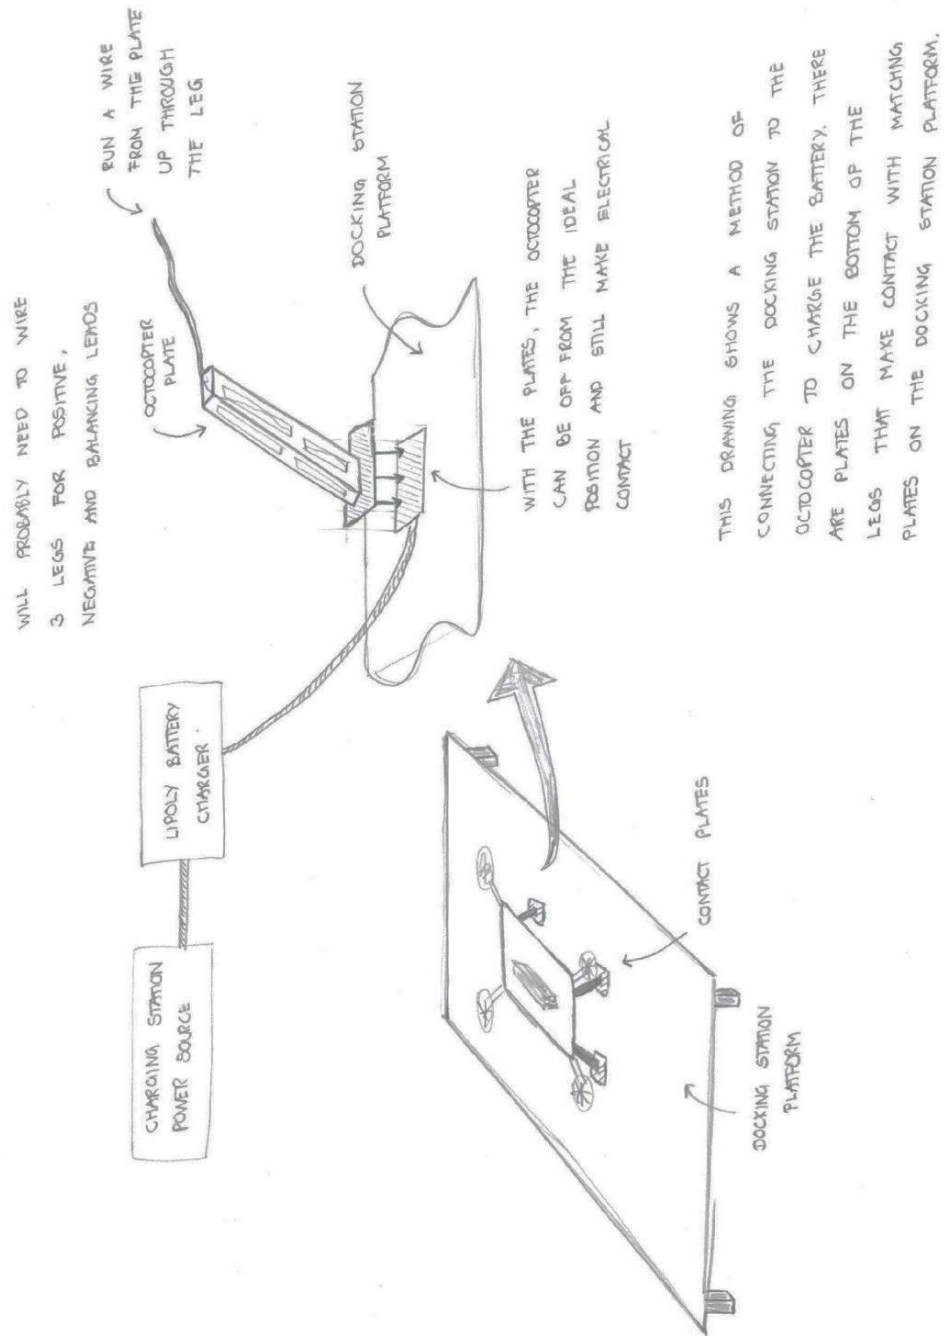 WILL PROBABLY NEED TO WIRE
3 LEGS FOR POSITIVE,
NEGATIVE AND BALANCING LEADS
RUN A WIRE
FROM THE PLATE
UP THROUGH
THE LEG
CHARGING STATION
POWER SOURCE
LIPOLY BATTERY
CHARGER
OCTOCOPTER
PLATE
DOCKING STATION
PLATFORM
WITH THE PLATES, THE OCTOCOPTER
CAN BE OFF FROM THE IDEAL
POSITION AND STILL MAKE ELECTRICAL
CONTACT
CONTACT PLATES
DOCKING STATION
PLATFORM
THIS DRAWING SHOWS A METHOD OF
CONNECTING THE DOCKING STATION TO THE
OCTOCOPTER TO CHARGE THE BATTERY. THERE
ARE PLATES ON THE BOTTOM OF THE
LEGS THAT MAKE CONTACT WITH MATCHNG
PLATES ON THE DOCKING STATION PLATFORM.